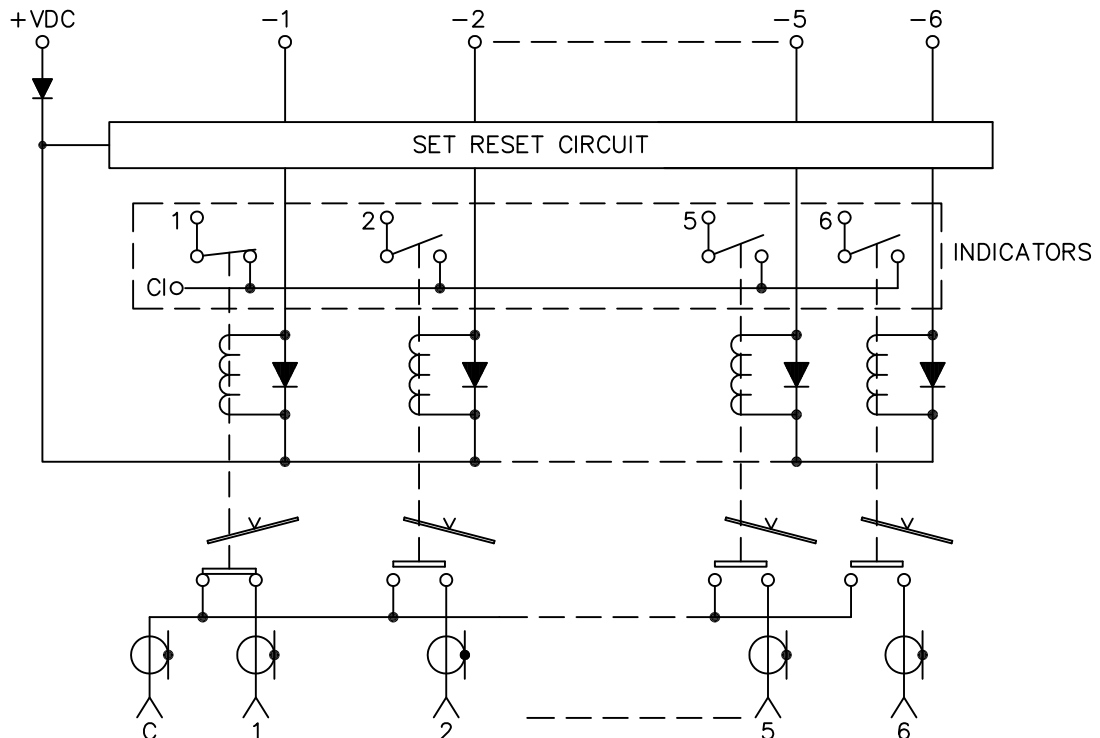 +VDC -1 -2 -5 -6
SET RESET CIRCUIT
1 2 5 6
INDICATORS
CI
C 1 2 5 6